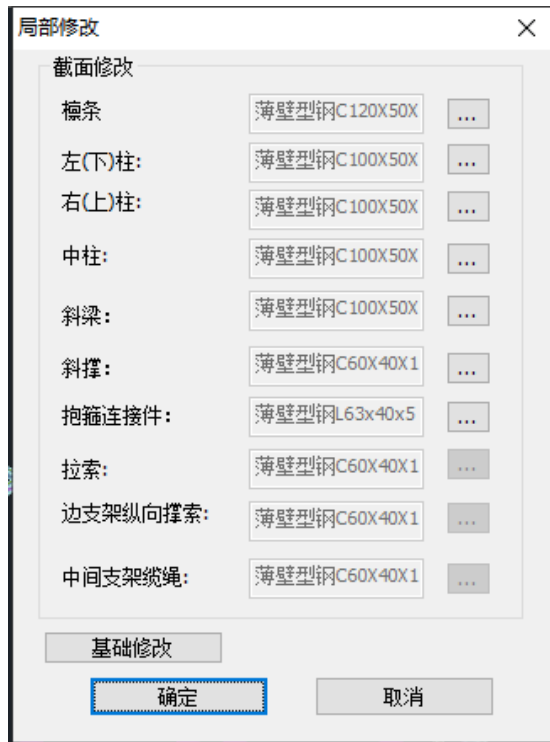 局部修改
截面修改
檩条 薄壁型钢C120X50X ...
左(下)柱: 薄壁型钢C100X50X ...
右(上)柱: 薄壁型钢C100X50X ...
中柱: 薄壁型钢C100X50X ...
斜梁： 薄壁型钢C100X50X ...
斜撑： 薄壁型钢C60X40X1 ...
抱箍连接件： 薄壁型钢L63x40x5 ...
拉索: 薄壁型钢C60X40X1 ...
边支架纵向撑索: 薄壁型钢C60X40X1 ...
中间支架缆绳: 薄壁型钢C60X40X1 ...
基础修改
确定 取消